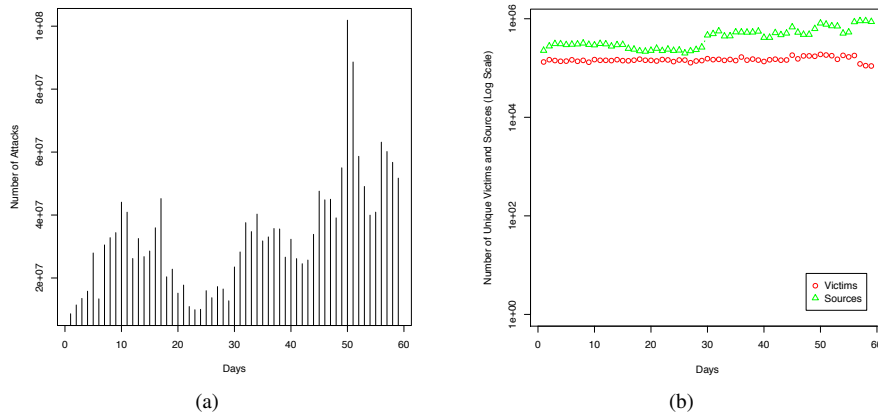 Number of Attacks
1e+08
8e+07
6e+07
4e+07
2e+07
0 10 20 30 40 50 60
Days
(a)
Number of Unique Victims and Sources (Log Scale)
1e+06
1e+04
1e+02
1e+00
Victims
Sources
0 10 20 30 40 50 60
Days
(b)